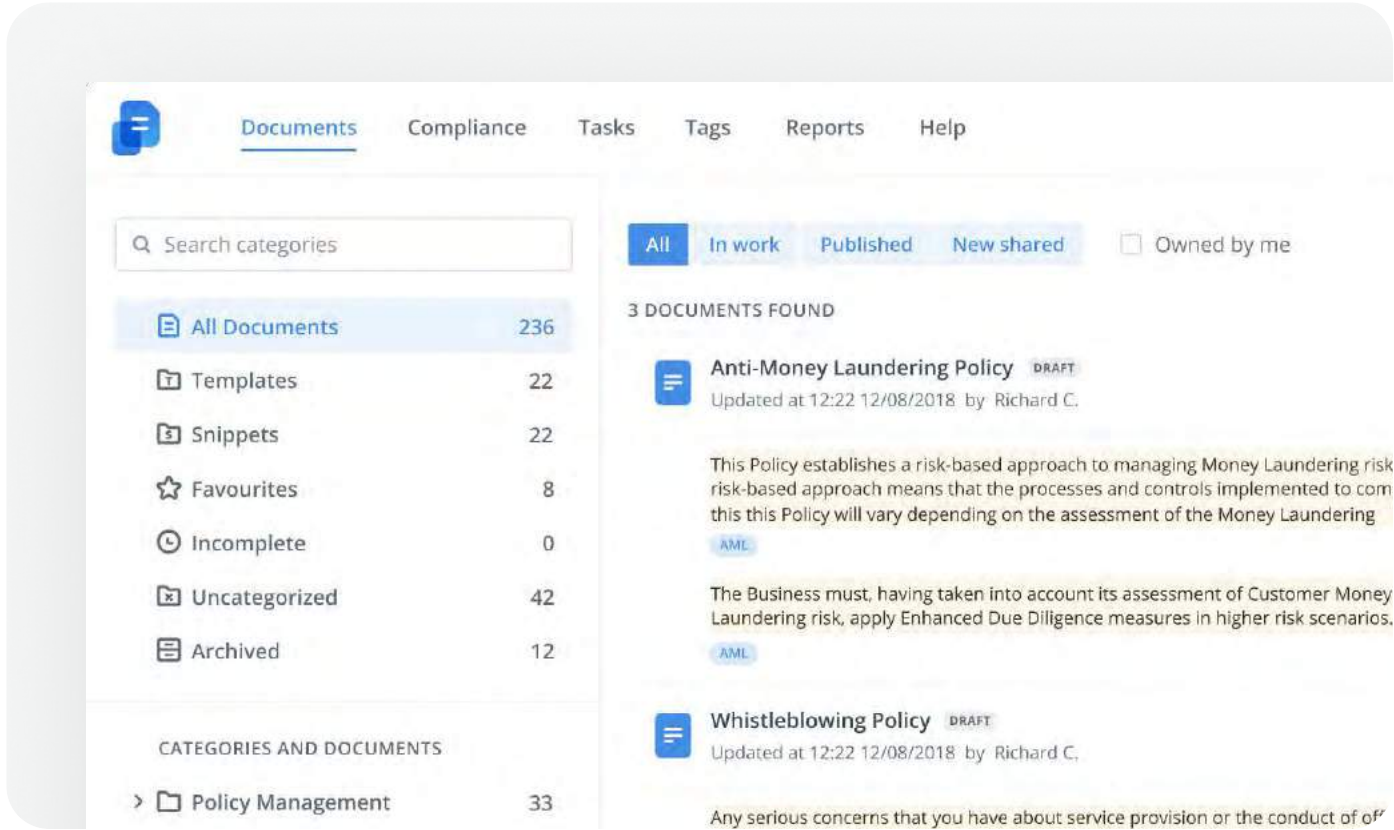 Documents Compliance Tasks Tags Reports Help
Search categories
All Documents 236
Templates 22
Snippets 22
Favourites 8
Incomplete 0
Uncategorized 42
Archived 12
CATEGORIES AND DOCUMENTS
Policy Management 33
All In work Published New shared Owned by me
3 DOCUMENTS FOUND
Anti-Money Laundering Policy DRAFT
Updated at 12:22 12/08/2018 by Richard C.
This Policy establishes a risk-based approach to managing Money Laundering risk
risk-based approach means that the processes and controls implemented to com
this this Policy will vary depending on the assessment of the Money Laundering
AML
The Business must, having taken into account its assessment of Customer Money
Laundering risk, apply Enhanced Due Diligence measures in higher risk scenarios.
AML
Whistleblowing Policy DRAFT
Updated at 12:22 12/08/2018 by Richard C.
Any serious concerns that you have about service provision or the conduct of of